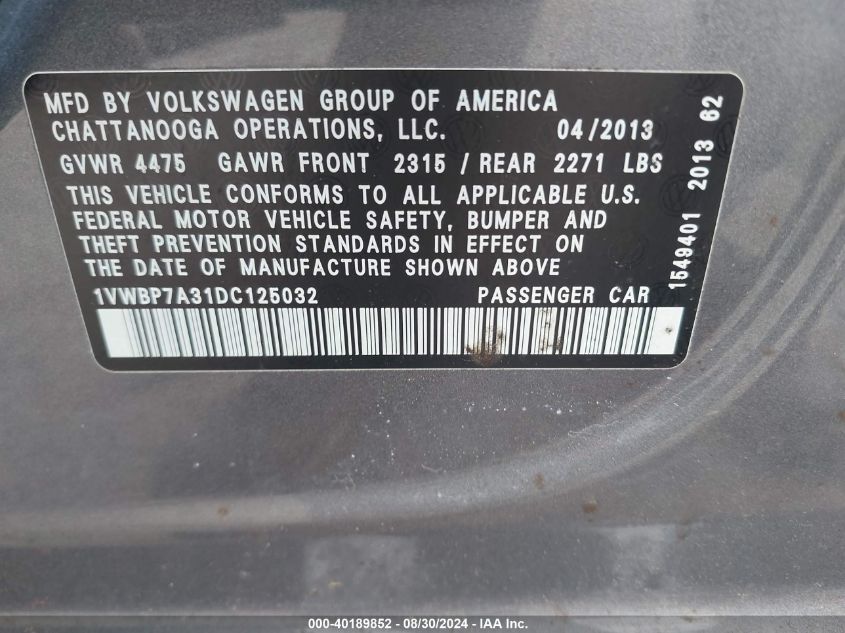 MFD BY VOLKSWAGEN GROUP OF AMERICA
CHATTANOOGA OPERATIONS, LLC. 04/2013
GVWR 4475 GAWR FRONT 2315 / REAR 2271 LBS
THIS VEHICLE CONFORMS TO ALL APPLICABLE U.S.
FEDERAL MOTOR VEHICLE SAFETY, BUMPER AND
THEFT PREVENTION STANDARDS IN EFFECT ON
THE DATE OF MANUFACTURE SHOWN ABOVE
1VWBP7A31DC125032 PASSENGER CAR
1549401 2013 62
000-40189852 / 08/30/2024 - IAA Inc.